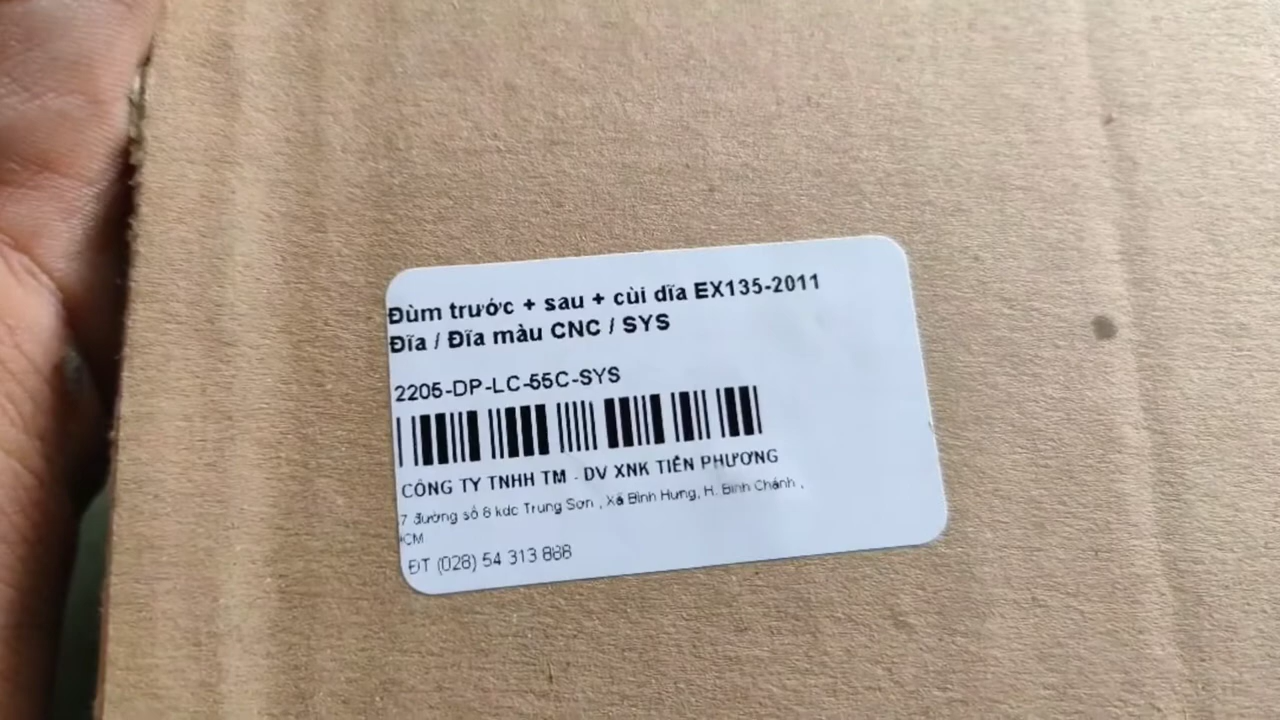 Đùm trước + sau + cùi dĩa EX135-2011
Đĩa / Đĩa màu CNC / SYS
2205-DP-LC-55C-SYS
CÔNG TY TNHH TM - DV XNK TIẾN PHƯƠNG
7 đường số 8 kdc Trung Sơn , Xã Bình Hưng, H. Bình Chánh ,
CM
ĐT (028) 54 313 868